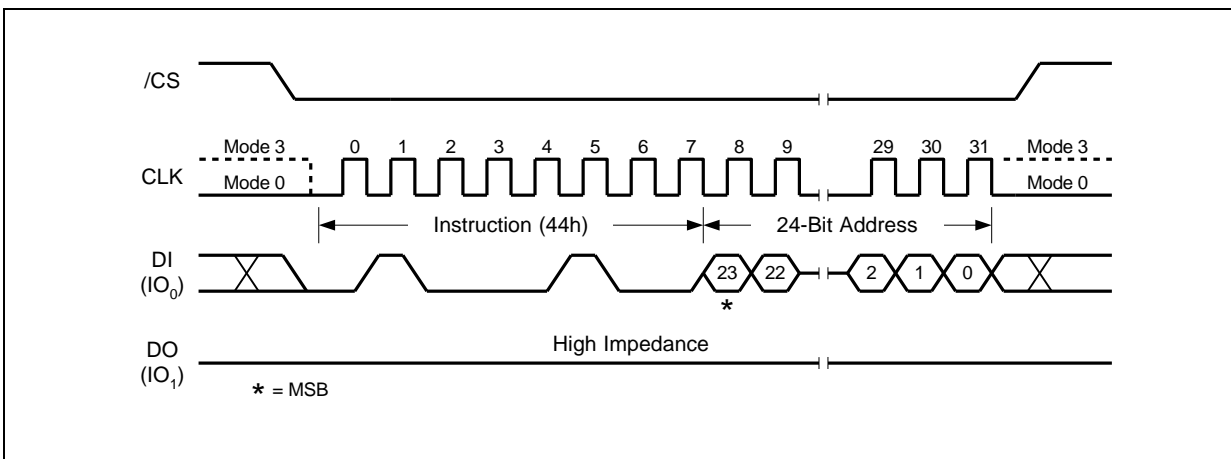 /CS
Mode 3 0 1 2 3 4 5 6 7 8 9 29 30 31 Mode 3
CLK Mode 0 Mode 0
Instruction (44h) 24-Bit Address
DI
(IO0) 23 22 2 1 0
*
High Impedance
DO
(IO1)
* = MSB